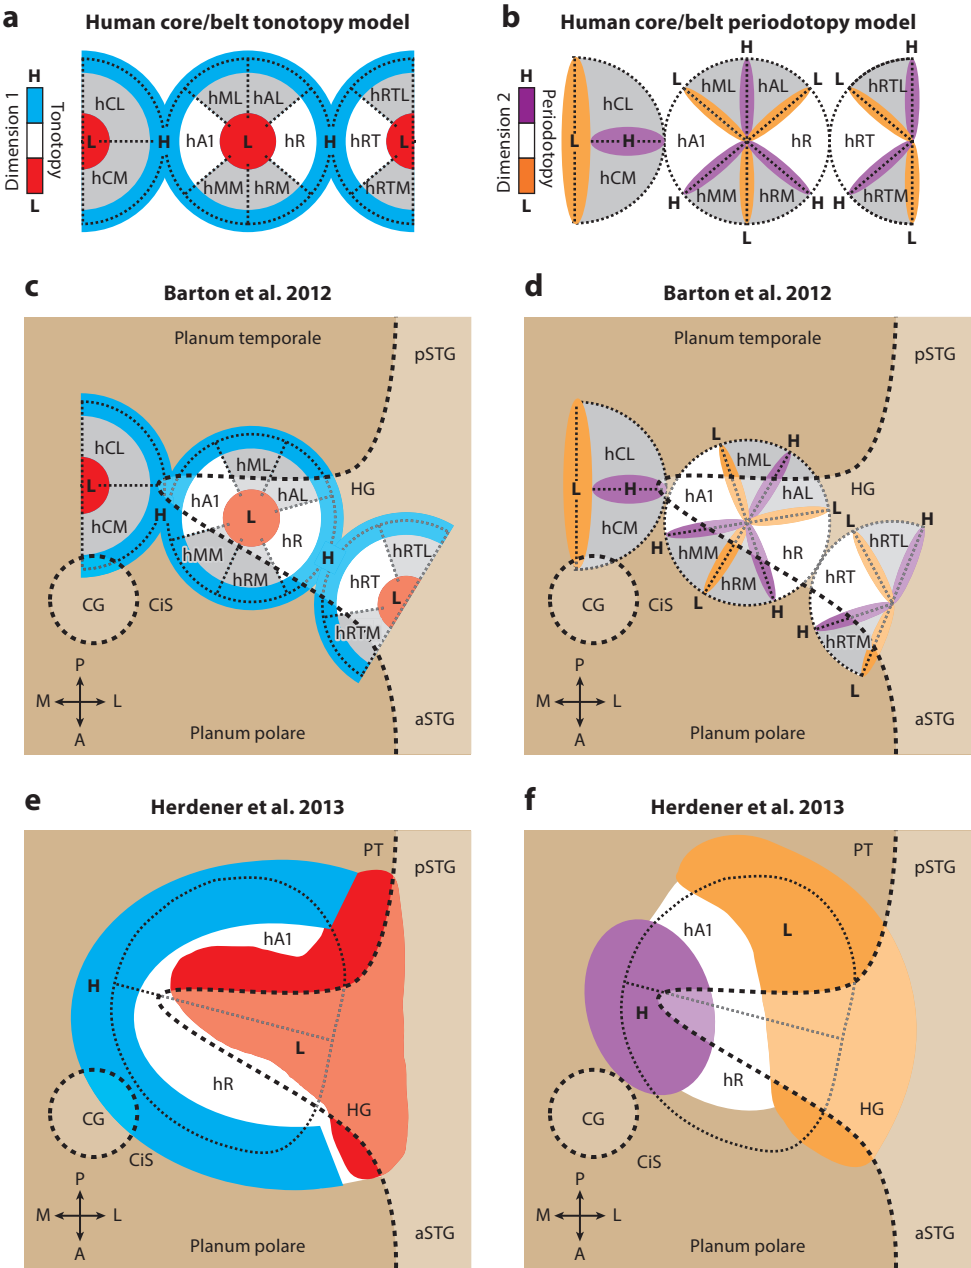 a
Human core/belt tonotopy model
H
Dimension 1
Tonotopy
L
hCL
hML
hAL
hRTL
L
H
hA1
L
hR
H
hRT
L
hCM
hMM
hRM
hRTM
b
Human core/belt periodotopy model
H
Dimension 2
Periodotopy
L
H
H
L
L
L
hCL
hML
hAL
hRTL
L
H
hA1
hR
hRT
hCM
hMM
hRM
hRTM
H
H
H
L
L
c
Barton et al. 2012
Planum temporale
pSTG
hCL
hML
L
hA1
hAL
HG
H
L
hCM
hMM
hR
H
hRTL
hRM
hRT
L
CG
CiS
hRTM
P
M
L
A
aSTG
Planum polare
d
Barton et al. 2012
Planum temporale
pSTG
L
H
hCL
hML
L
H
hA1
hAL
HG
L
L
H
hCM
H
hMM
hR
hRTL
hRM
hRT
CG
CiS
L
H
H
hRTM
P
M
L
A
L
aSTG
Planum polare
e
Herdener et al. 2013
PT
pSTG
hA1
H
L
hR
CG
HG
CiS
P
M
L
A
aSTG
Planum polare
f
Herdener et al. 2013
PT
pSTG
hA1
L
H
hR
CG
HG
CiS
P
M
L
A
aSTG
Planum polare